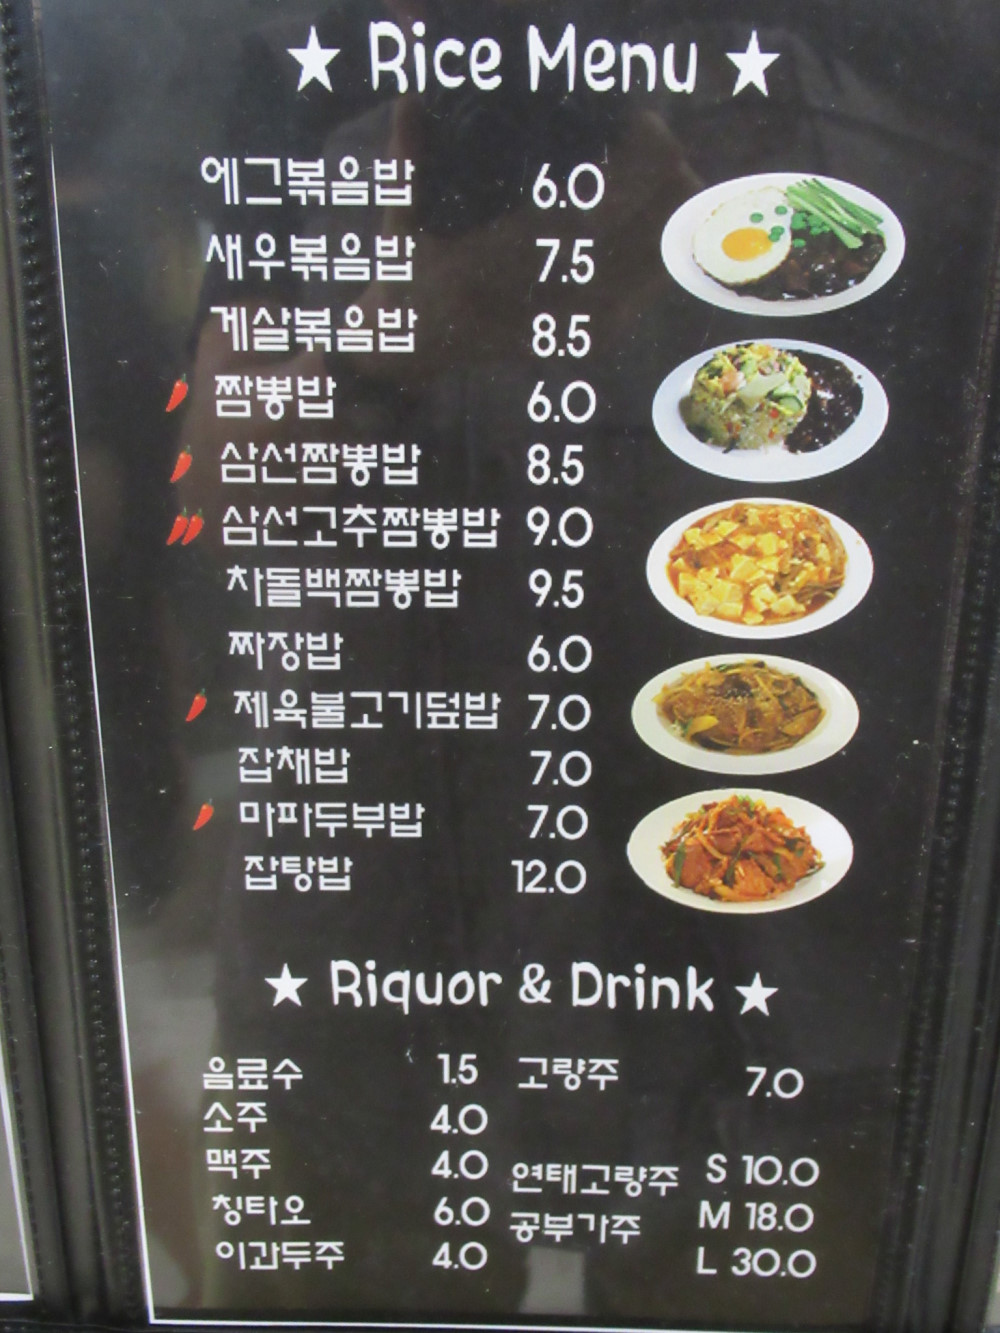 ★ Rice Menu ★
에그볶음밥 6.0
새우볶음밥 7.5
게살볶음밥 8.5
짬뽕밥 6.0
삼선짬뽕밥 8.5
삼선고추짬뽕밥 9.0
차돌백짬뽕밥 9.5
짜장밥 6.0
제육불고기덮밥 7.0
잡채밥 7.0
마파두부밥 7.0
잡탕밥 12.0
★ Riquor & Drink ★
음료수 1.5
소주 4.0
맥주 4.0
칭타오 6.0
이과두주 4.0
고량주 7.0
연태고량주 S 10.0
공부가주 M 18.0
L 30.0